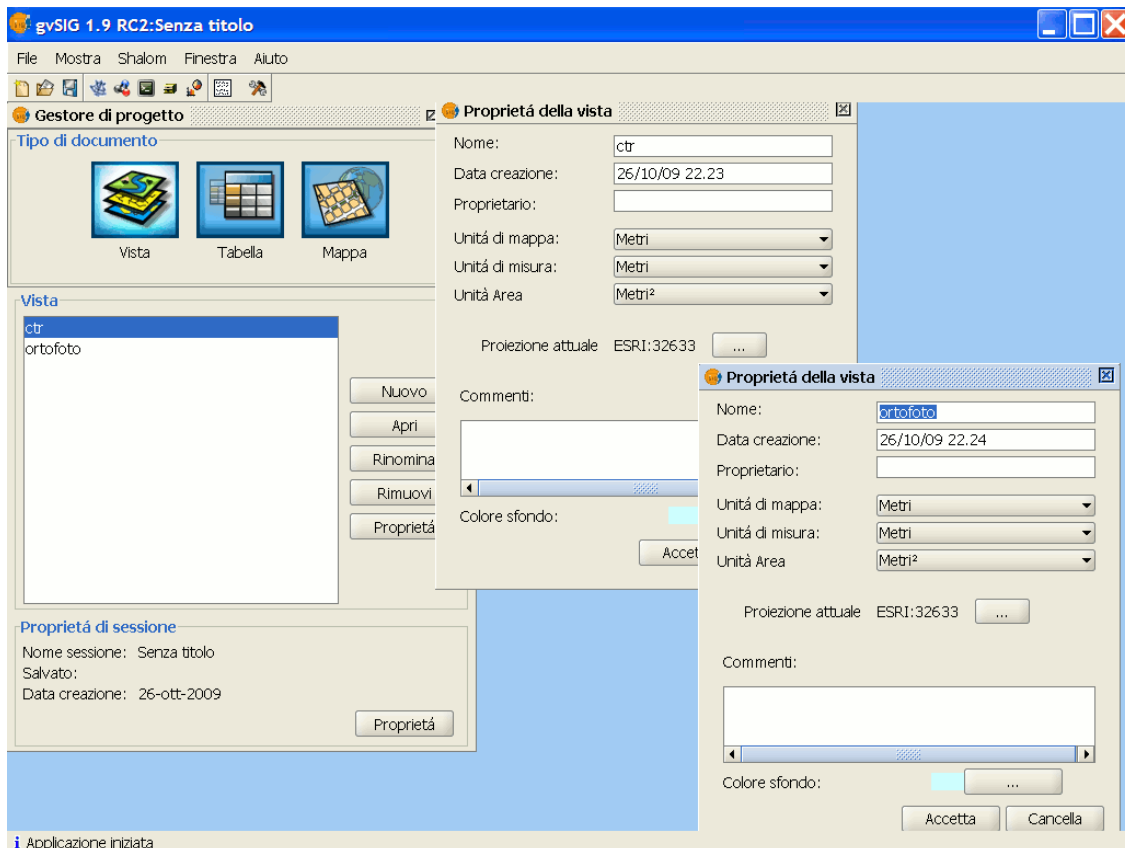 gvSIG 1.9 RC2:Senza titolo
File Mostra Shalom Finestra Aiuto
Gestore di progetto
Tipo di documento
Vista Tabella Mappa
Vista
ctr
ortofoto
Nuovo
Apri
Rinomina
Rimuovi
Proprietá
Proprietá di sessione
Nome sessione: Senza titolo
Salvato:
Data creazione: 26-ott-2009
Proprietá
Proprietá della vista
Nome: ctr
Data creazione: 26/10/09 22.23
Proprietario:
Unitá di mappa: Metri
Unitá di misura: Metri
Unità Area Metri²
Proiezione attuale ESRI:32633 ...
Commenti:
Colore sfondo:
Accet
Proprietá della vista
Nome: ortofoto
Data creazione: 26/10/09 22.24
Proprietario:
Unitá di mappa: Metri
Unitá di misura: Metri
Unità Area Metri²
Proiezione attuale ESRI:32633 ...
Commenti:
Colore sfondo: ...
Accetta Cancella
Applicazione iniziata